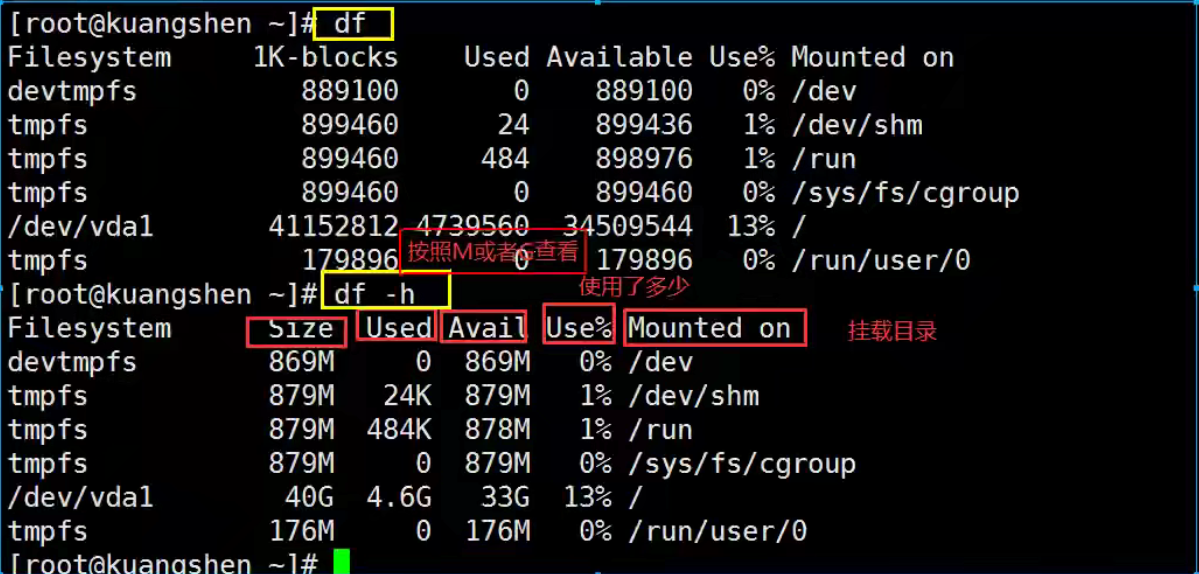 [root@kuangshen ~]# df
Filesystem     1K-blocks    Used Available Use% Mounted on
devtmpfs          889100       0    889100   0% /dev
tmpfs             899460      24    899436   1% /dev/shm
tmpfs             899460     484    898976   1% /run
tmpfs             899460       0    899460   0% /sys/fs/cgroup
/dev/vda1       41152812 4739560  34509544  13% /
tmpfs             179896       0    179896   0% /run/user/0
按照M或者G查看
使用了多少
[root@kuangshen ~]# df -h
Filesystem      Size  Used Avail Use% Mounted on
挂载目录
devtmpfs        869M     0  869M   0% /dev
tmpfs           879M   24K  879M   1% /dev/shm
tmpfs           879M  484K  878M   1% /run
tmpfs           879M     0  879M   0% /sys/fs/cgroup
/dev/vda1        40G  4.6G   33G  13% /
tmpfs           176M     0  176M   0% /run/user/0
[root@kuangshen ~]#